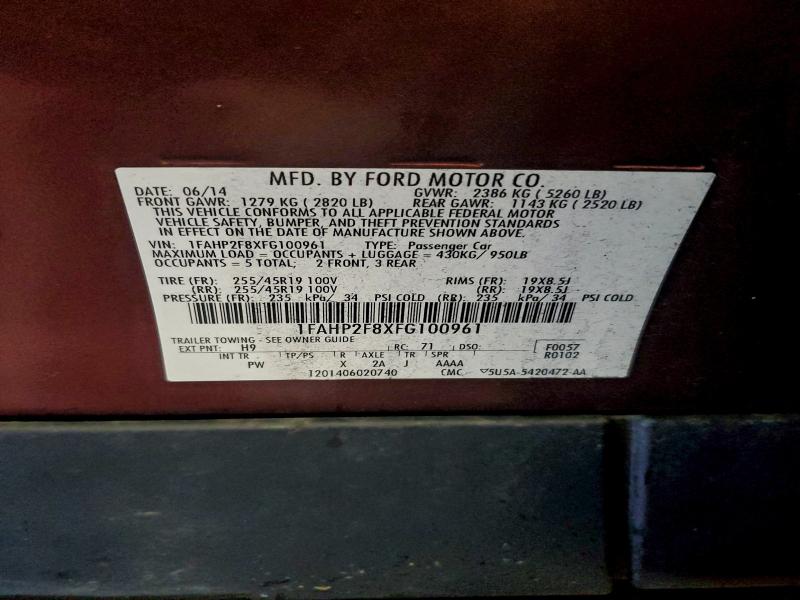 MFD. BY FORD MOTOR CO.
DATE: 06/14 GVWR: 2386 KG ( 5260 LB)
FRONT GAWR: 1279 KG ( 2820 LB) REAR GAWR: 1143 KG ( 2520 LB)
THIS VEHICLE CONFORMS TO ALL APPLICABLE FEDERAL MOTOR
VEHICLE SAFETY, BUMPER, AND THEFT PREVENTION STANDARDS
IN EFFECT ON THE DATE OF MANUFACTURE SHOWN ABOVE.
VIN: 1FAHP2F8XFG100961 TYPE: Passenger Car
MAXIMUM LOAD = OCCUPANTS + LUGGAGE = 430KG/ 950LB
OCCUPANTS = 5 TOTAL; 2 FRONT, 3 REAR
TIRE (FR): 255/45R19 100V RIMS (FR): 19X8.5J
(RR): 255/45R19 100V (RR): 19X8.5J
PRESSURE (FR): 235 kPa/ 34 PSI COLD (RR): 235 kPa/ 34 PSI COLD
1FAHP2F8XFG100961
TRAILER TOWING - SEE OWNER GUIDE
EXT PNT: H9 RC: 71 DSO: F0057
INT TR TP/PS R AXLE TR SPR R0102
PW X 2A J AAAA
1201406020740 CMC 5U5A-5420472-AA